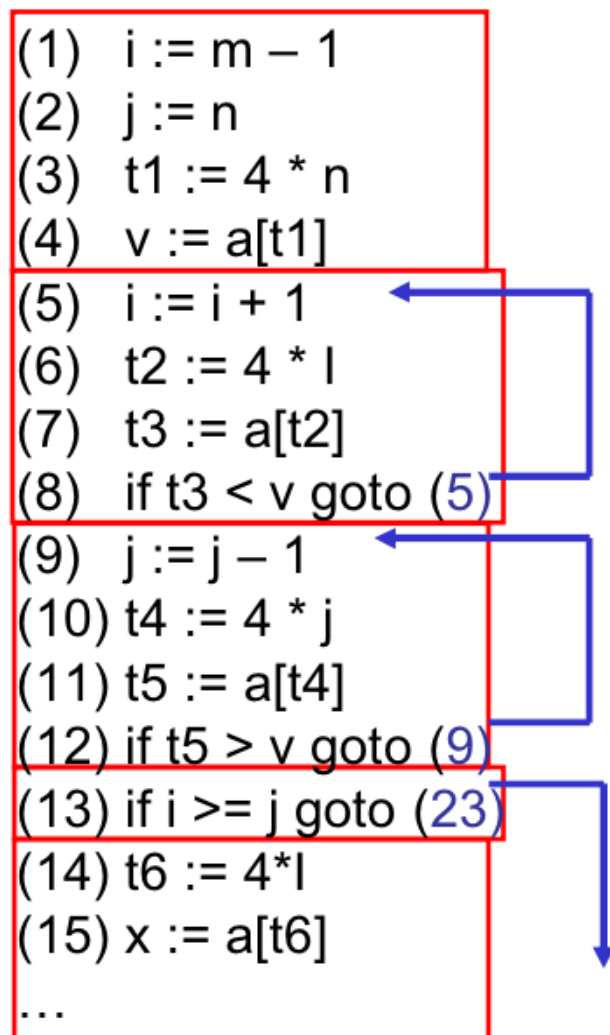 (1) i := m – 1
(2) j := n
(3) t1 := 4 * n
(4) v := a[t1]
(5) i := i + 1
(6) t2 := 4 * I
(7) t3 := a[t2]
(8) if t3 < v goto (5)
(9) j := j – 1
(10) t4 := 4 * j
(11) t5 := a[t4]
(12) if t5 > v goto (9)
(13) if i >= j goto (23)
(14) t6 := 4*I
(15) x := a[t6]
…